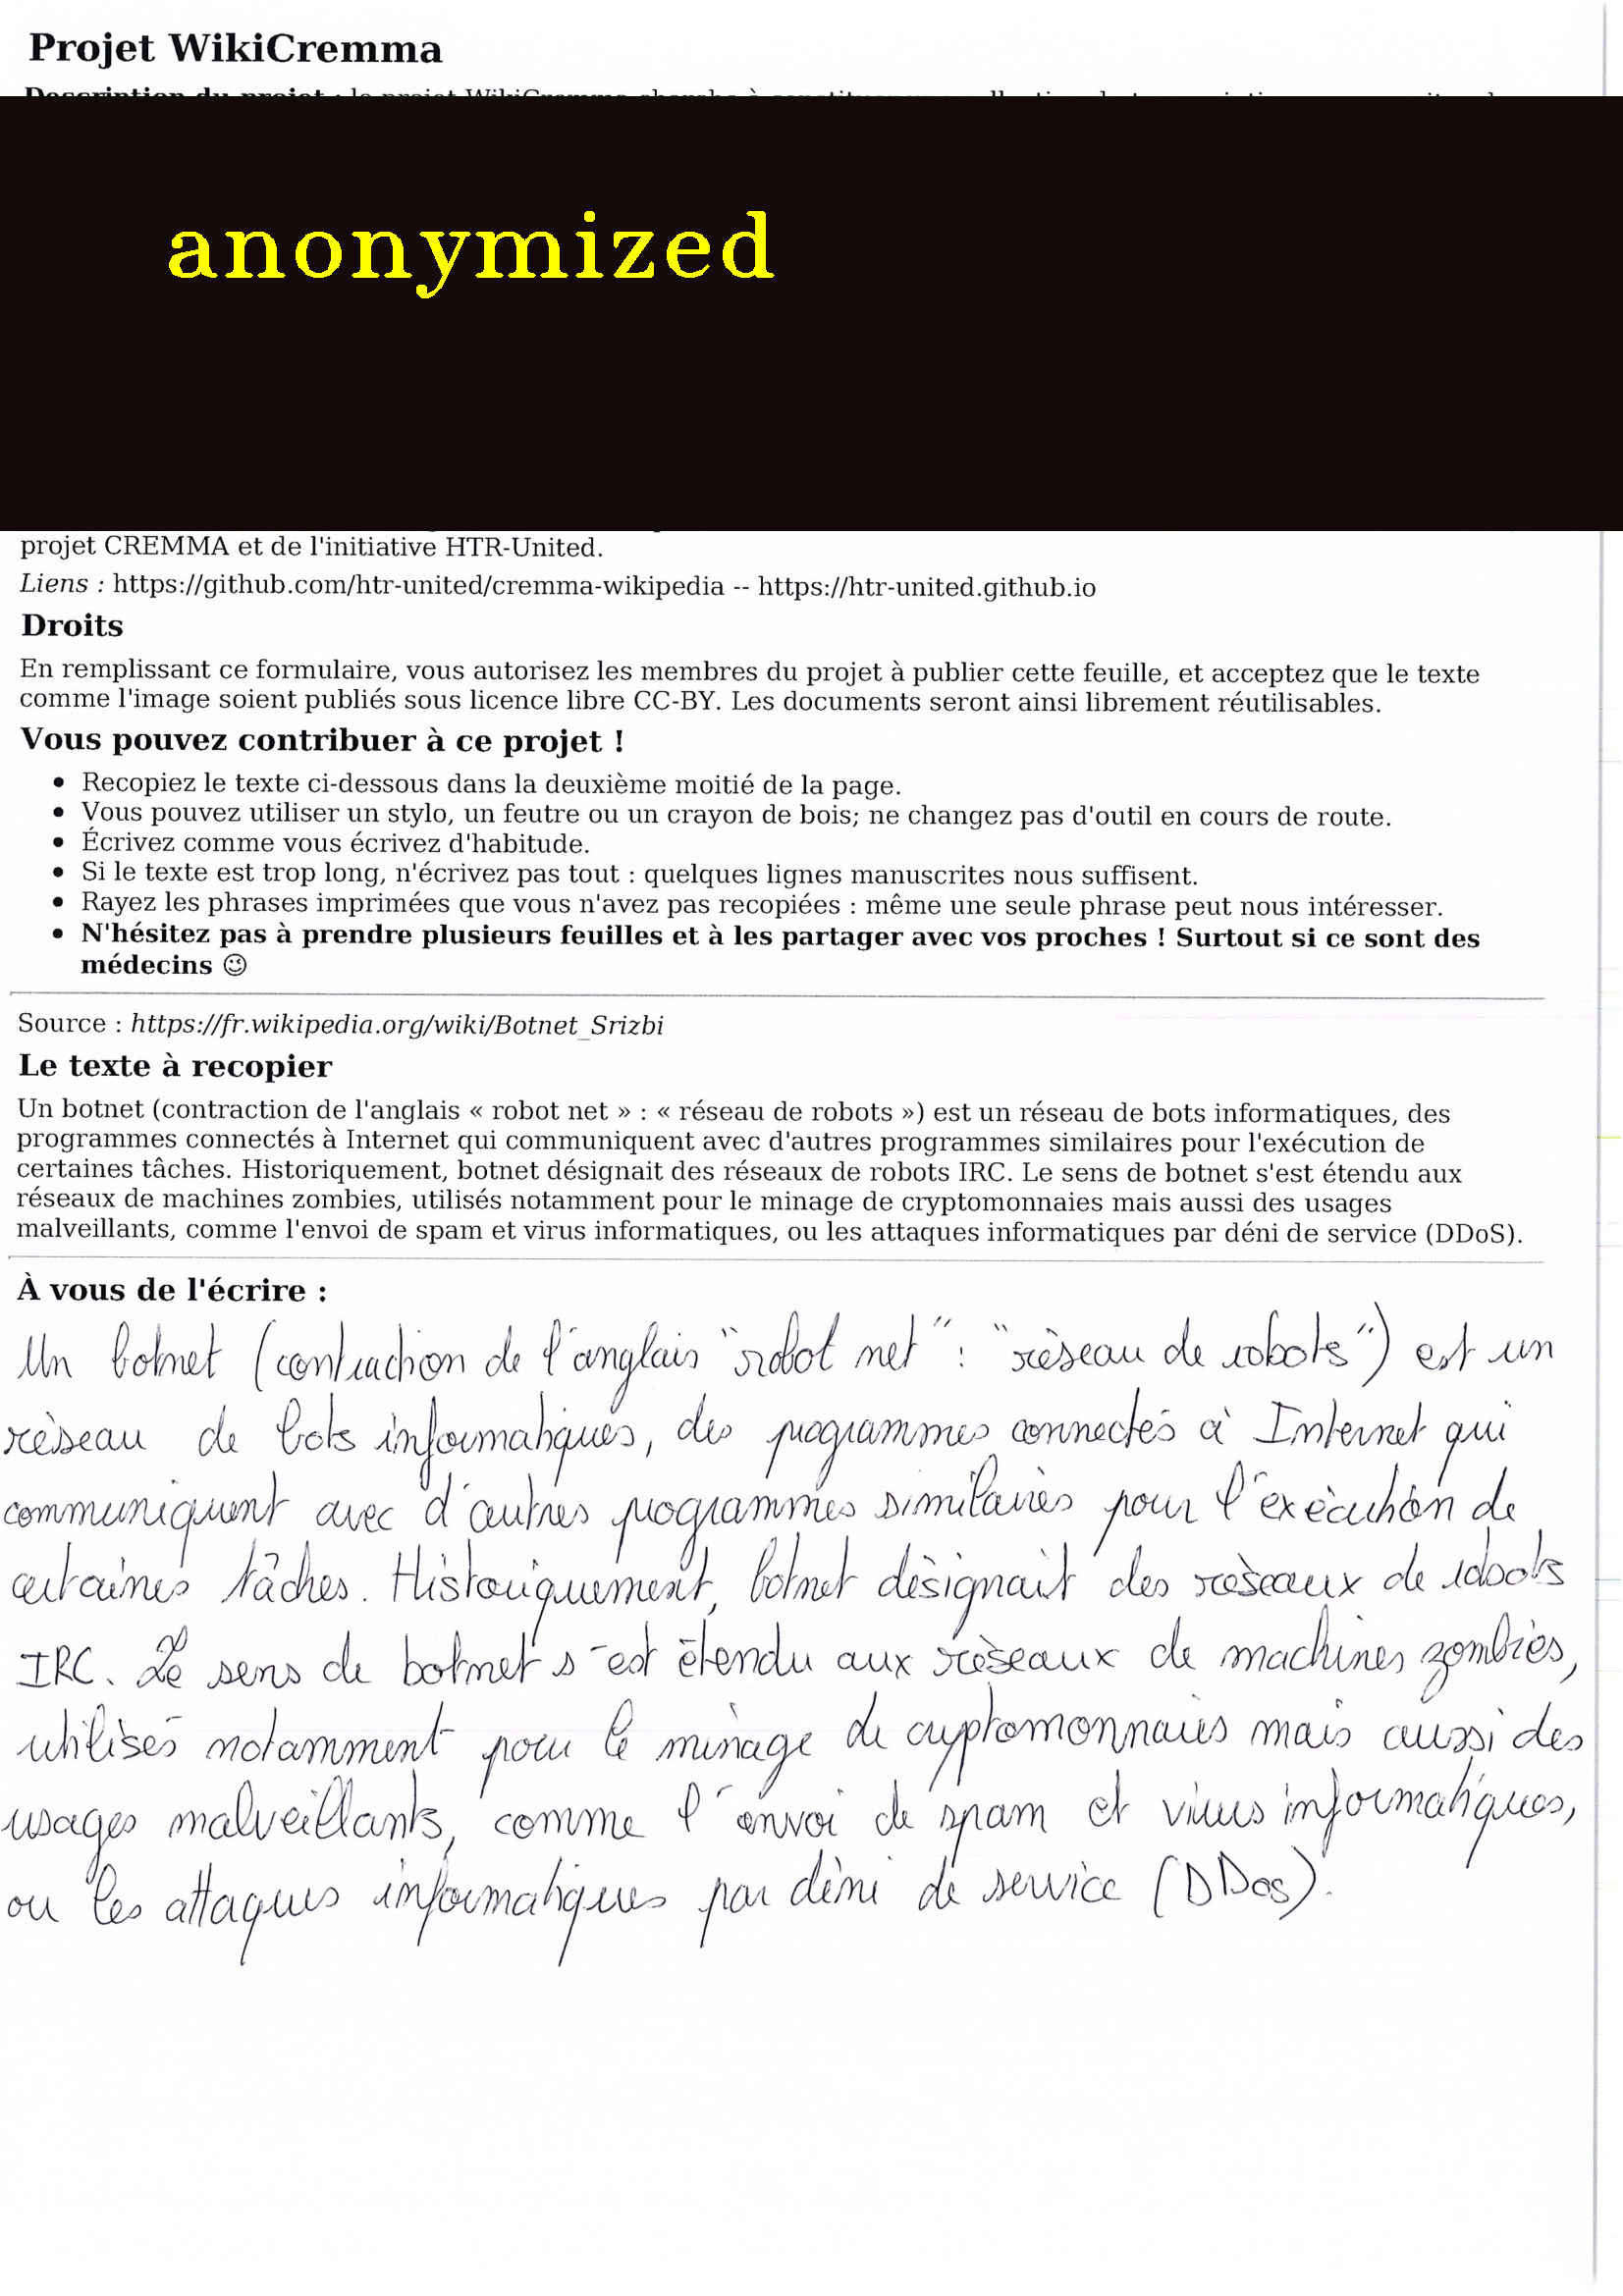 Projet WikiCremma
anonymized
projet CREMMA et de l'initiative HTR-United.
Liens : https://github.com/htr-united/cremma-wikipedia -- https://htr-united.github.io
Droits
En remplissant ce formulaire, vous autorisez les membres du projet à publier cette feuille, et acceptez que le texte
comme l'image soient publiés sous licence libre CC-BY. Les documents seront ainsi librement réutilisables.
Vous pouvez contribuer à ce projet !
• Recopiez le texte ci-dessous dans la deuxième moitié de la page.
• Vous pouvez utiliser un stylo, un feutre ou un crayon de bois; ne changez pas d'outil en cours de route.
• Écrivez comme vous écrivez d'habitude.
• Si le texte est trop long, n'écrivez pas tout : quelques lignes manuscrites nous suffisent.
• Rayez les phrases imprimées que vous n'avez pas recopiées : même une seule phrase peut nous intéresser.
• N'hésitez pas à prendre plusieurs feuilles et à les partager avec vos proches ! Surtout si ce sont des
médecins 😉
Source : https://fr.wikipedia.org/wiki/Botnet_Srizbi
Le texte à recopier
Un botnet (contraction de l'anglais « robot net » : « réseau de robots ») est un réseau de bots informatiques, des
programmes connectés à Internet qui communiquent avec d'autres programmes similaires pour l'exécution de
certaines tâches. Historiquement, botnet désignait des réseaux de robots IRC. Le sens de botnet s'est étendu aux
réseaux de machines zombies, utilisés notamment pour le minage de cryptomonnaies mais aussi des usages
malveillants, comme l'envoi de spam et virus informatiques, ou les attaques informatiques par déni de service (DDoS).
À vous de l'écrire :
Un botnet (contraction de l'anglais "robot net" : "réseau de robots") est un
réseau de bots informatiques, des programmes connectés à Internet qui
communiquent avec d'autres programmes similaires pour l'exécution de
certaines tâches. Historiquement, botnet désignait des réseaux de robots
IRC. Le sens de botnet s'est étendu aux réseaux de machines zombies,
utilisés notamment pour le minage de cryptomonnaies mais aussi des
usages malveillants, comme l'envoi de spam et virus informatiques,
ou les attaques informatiques par déni de service (DDos).